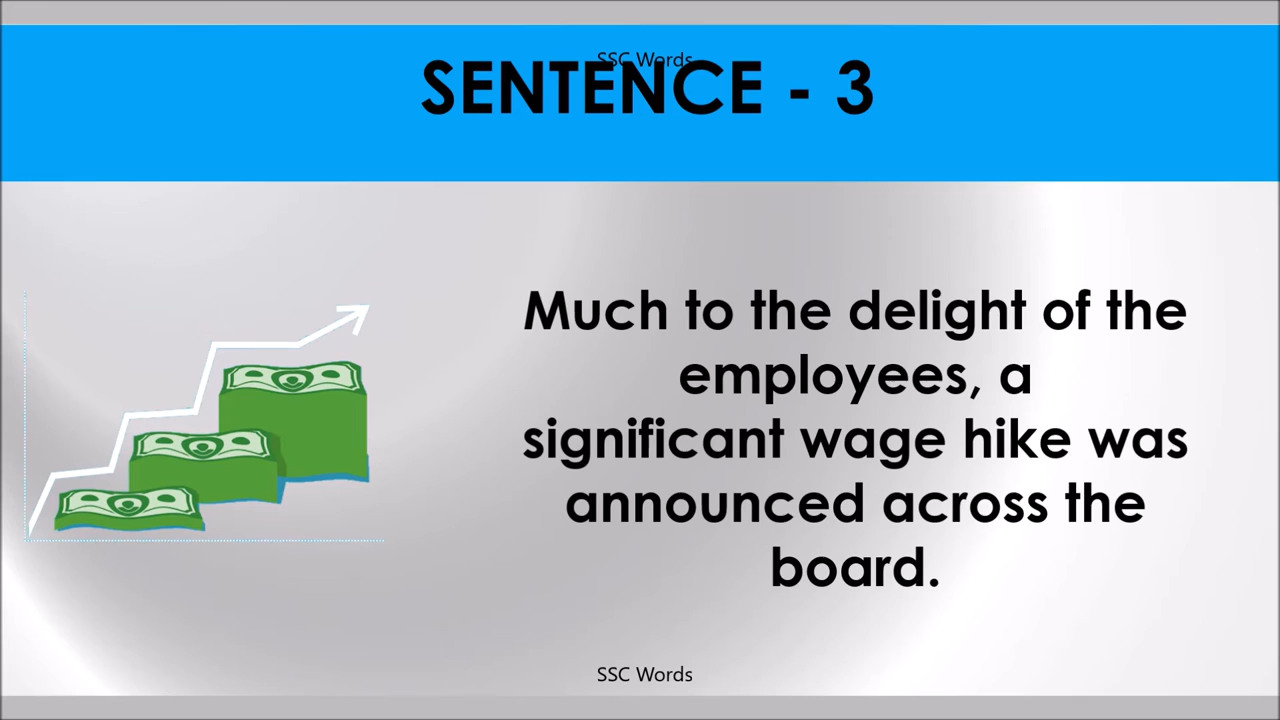 SSC Words
SENTENCE - 3
Much to the delight of the
employees, a
significant wage hike was
announced across the
board.
SSC Words